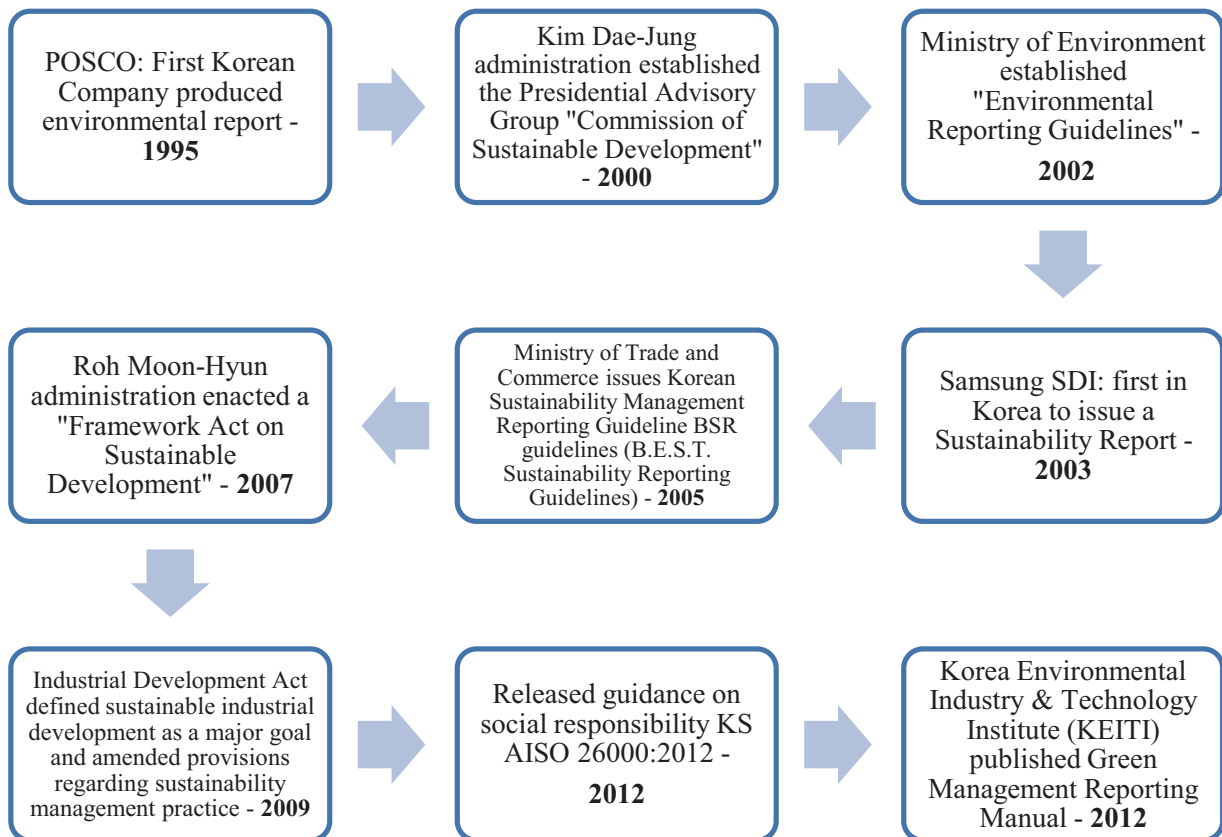 POSCO: First Korean
Company produced
environmental report -
1995
Kim Dae-Jung
administration established
the Presidential Advisory
Group "Commission of
Sustainable Development"
- 2000
Ministry of Environment
established
"Environmental
Reporting Guidelines" -
2002
Samsung SDI: first in
Korea to issue a
Sustainability Report -
2003
Ministry of Trade and
Commerce issues Korean
Sustainability Management
Reporting Guideline BSR
guidelines (B.E.S.T.
Sustainability Reporting
Guidelines) - 2005
Roh Moon-Hyun
administration enacted a
"Framework Act on
Sustainable
Development" - 2007
Industrial Development Act
defined sustainable industrial
development as a major goal
and amended provisions
regarding sustainability
management practice - 2009
Released guidance on
social responsibility KS
AISO 26000:2012 -
2012
Korea Environmental
Industry & Technology
Institute (KEITI)
published Green
Management Reporting
Manual - 2012